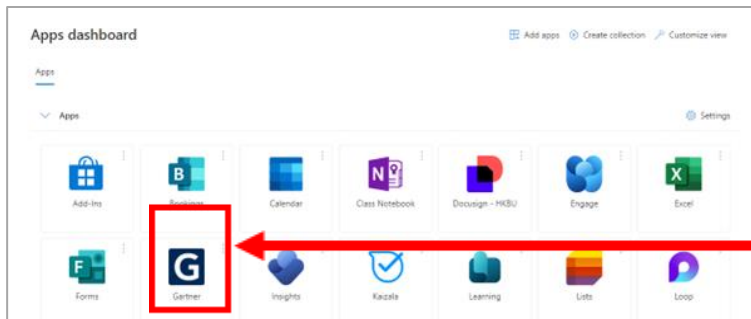 Apps dashboard
Add apps Create collection Customize view
Apps
Apps
Settings
B N X
Add-Ins Bookings Calendar Class Notebook Docusign - HKBU Engage Excel
F G
Forms Gartner Insights Kaizala Learning Lists Loop